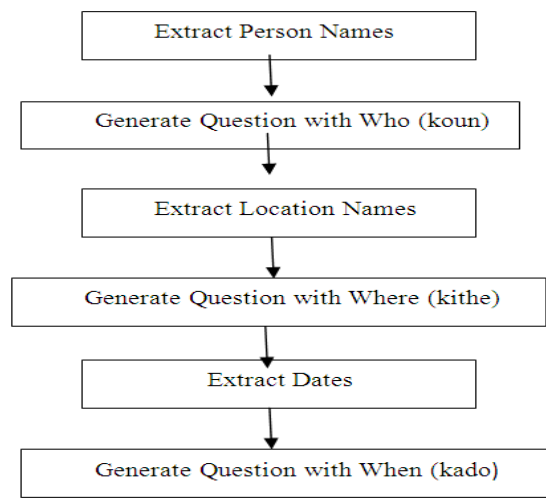 Extract Person Names
Generate Question with Who (koun)
Extract Location Names
Generate Question with Where (kithe)
Extract Dates
Generate Question with When (kado)